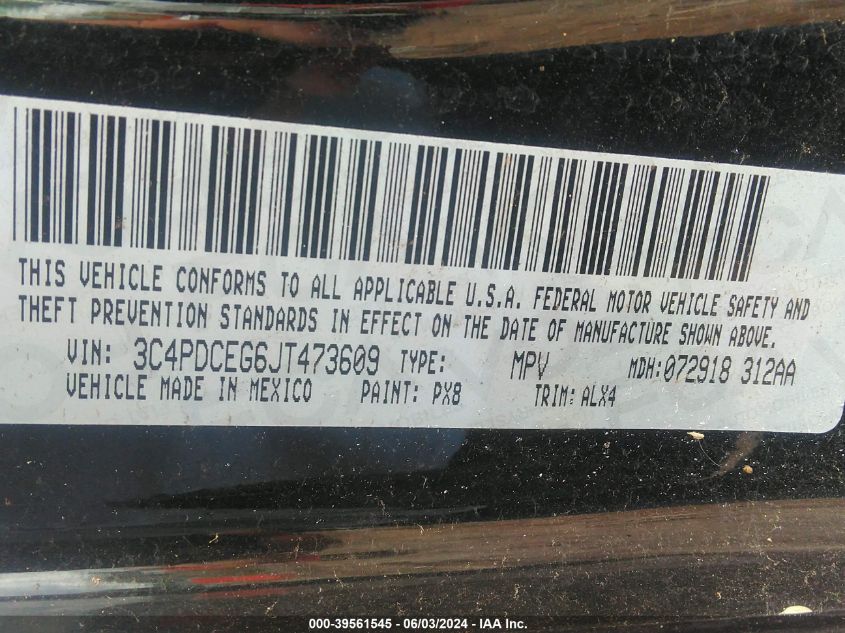 THIS VEHICLE CONFORMS TO ALL APPLICABLE U.S.A. FEDERAL MOTOR VEHICLE SAFETY AND
THEFT PREVENTION STANDARDS IN EFFECT ON THE DATE OF MANUFACTURE SHOWN ABOVE.
VIN: 3C4PDCEG6JT473609 TYPE: MPV MDH:072918 312AA
VEHICLE MADE IN MEXICO PAINT: PX8 TRIM: ALX4
000-39561545 - 06/03/2024 - IAA Inc.